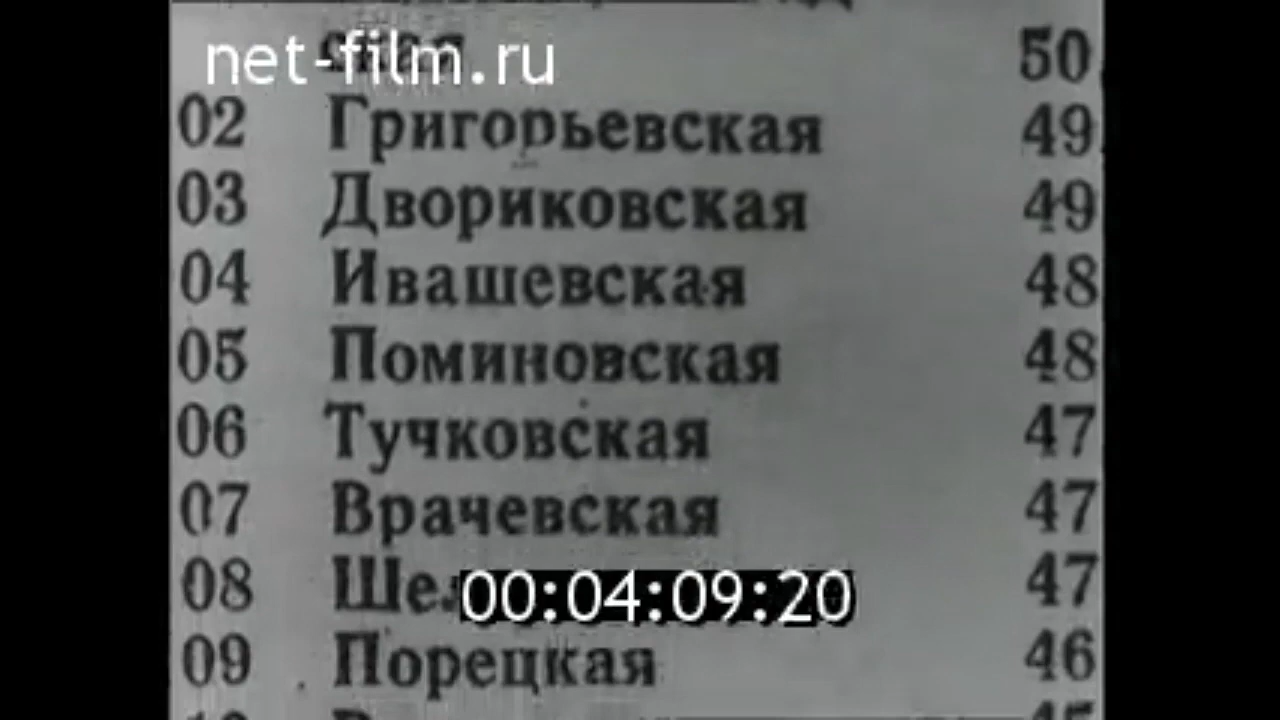 net-film.ru
ская 50
02 Григорьевская 49
03 Двориковская 49
04 Ивашевская 48
05 Поминовская 48
06 Тучковская 47
07 Врачевская 47
08 47
00:04:09:20
09 Порецкая 46